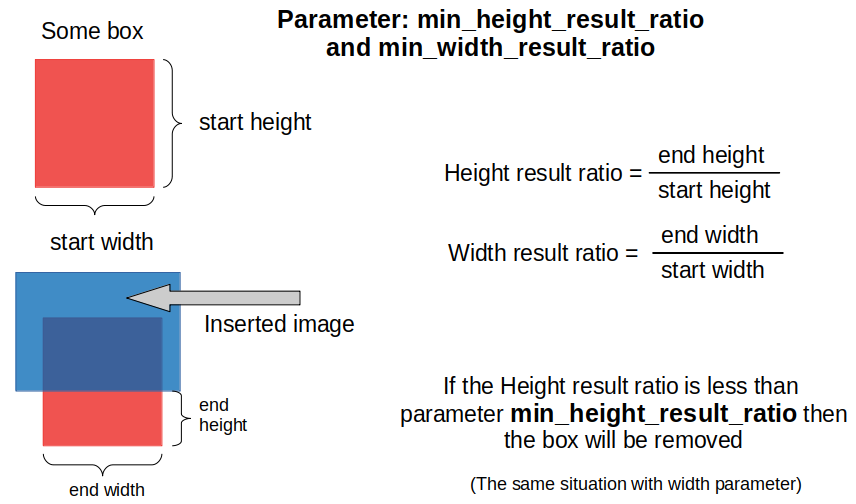 Parameter: min_height_result_ratio
and min_width_result_ratio
Some box
start height
start width
Inserted image
end
height
end width
Height result ratio =
end height
start height
Width result ratio =
end width
start width
If the Height result ratio is less than
parameter min_height_result_ratio then
the box will be removed
(The same situation with width parameter)